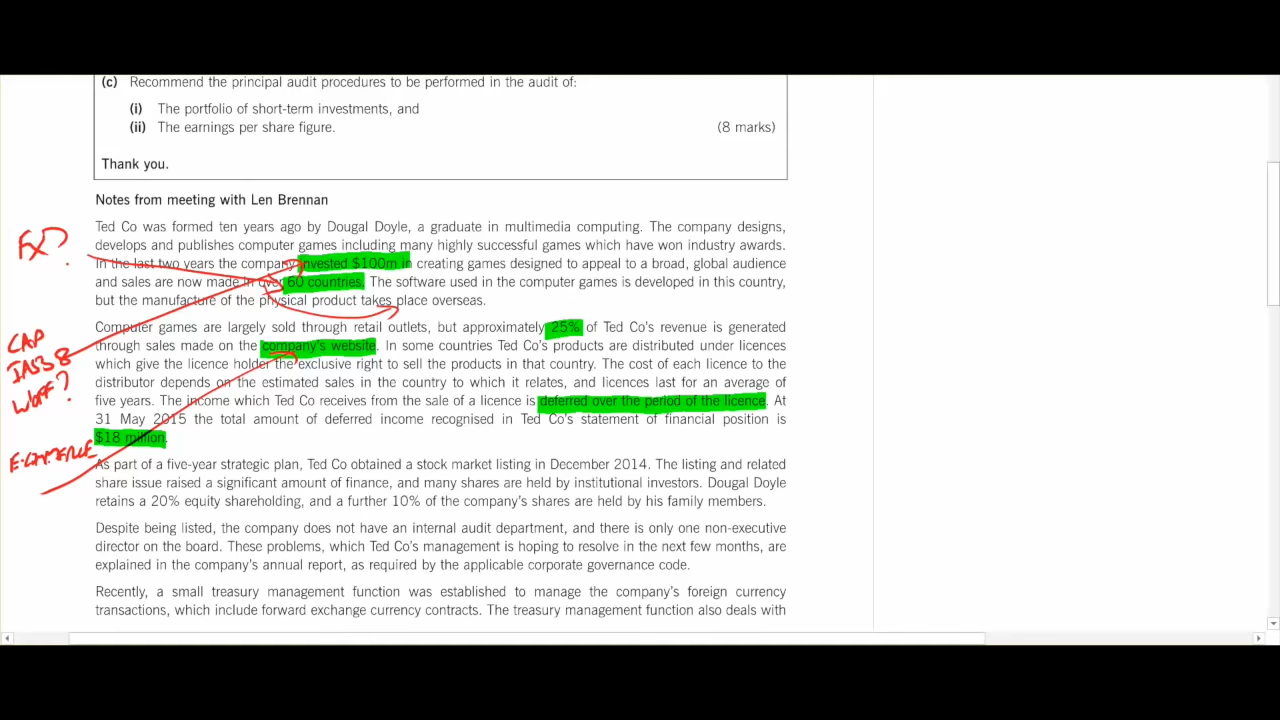 (c) Recommend the principal audit procedures to be performed in the audit of:
(i) The portfolio of short-term investments, and
(ii) The earnings per share figure. (8 marks)
Thank you.
Notes from meeting with Len Brennan
Ted Co was formed ten years ago by Dougal Doyle, a graduate in multimedia computing. The company designs,
develops and publishes computer games including many highly successful games which have won industry awards.
In the last two years the company invested $100m in creating games designed to appeal to a broad, global audience
and sales are now made in over 60 countries. The software used in the computer games is developed in this country,
but the manufacture of the physical product takes place overseas.
Computer games are largely sold through retail outlets, but approximately 25% of Ted Co's revenue is generated
through sales made on the company's website. In some countries Ted Co's products are distributed under licences
which give the licence holder the exclusive right to sell the products in that country. The cost of each licence to the
distributor depends on the estimated sales in the country to which it relates, and licences last for an average of
five years. The income which Ted Co receives from the sale of a licence is deferred over the period of the licence. At
31 May 2015 the total amount of deferred income recognised in Ted Co's statement of financial position is
$18 million.
As part of a five-year strategic plan, Ted Co obtained a stock market listing in December 2014. The listing and related
share issue raised a significant amount of finance, and many shares are held by institutional investors. Dougal Doyle
retains a 20% equity shareholding, and a further 10% of the company's shares are held by his family members.
Despite being listed, the company does not have an internal audit department, and there is only one non-executive
director on the board. These problems, which Ted Co's management is hoping to resolve in the next few months, are
explained in the company's annual report, as required by the applicable corporate governance code.
Recently, a small treasury management function was established to manage the company's foreign currency
transactions, which include forward exchange currency contracts. The treasury management function also deals with
FX?
CAP
IAS38
W/OFF?